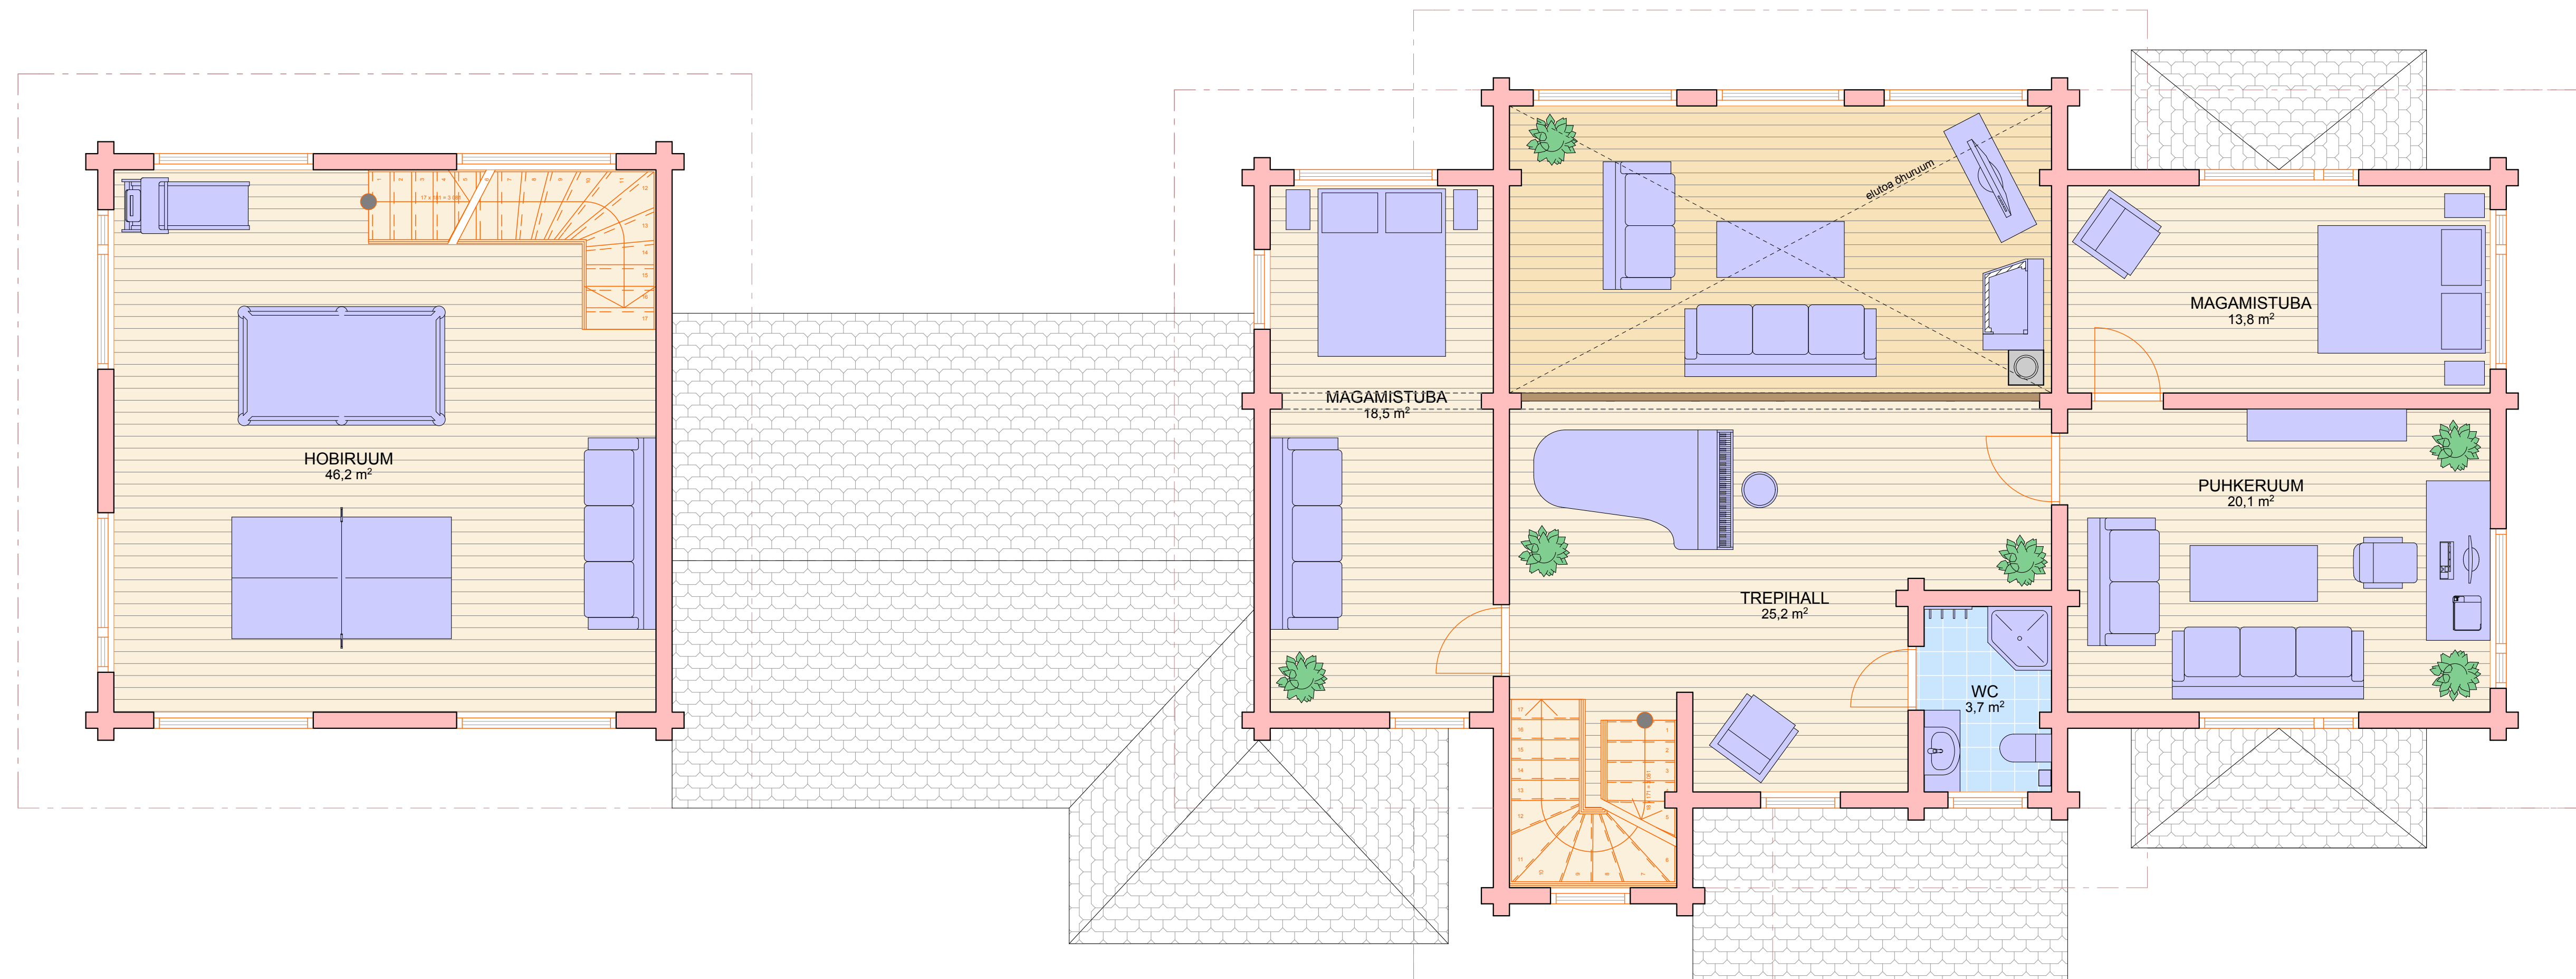 HOBIRUUM
46,2 m²
MAGAMISTUBA
18,5 m²
elutoa õhuruum
TREPIHALL
25,2 m²
WC
3,7 m²
MAGAMISTUBA
13,8 m²
PUHKERUUM
20,1 m²